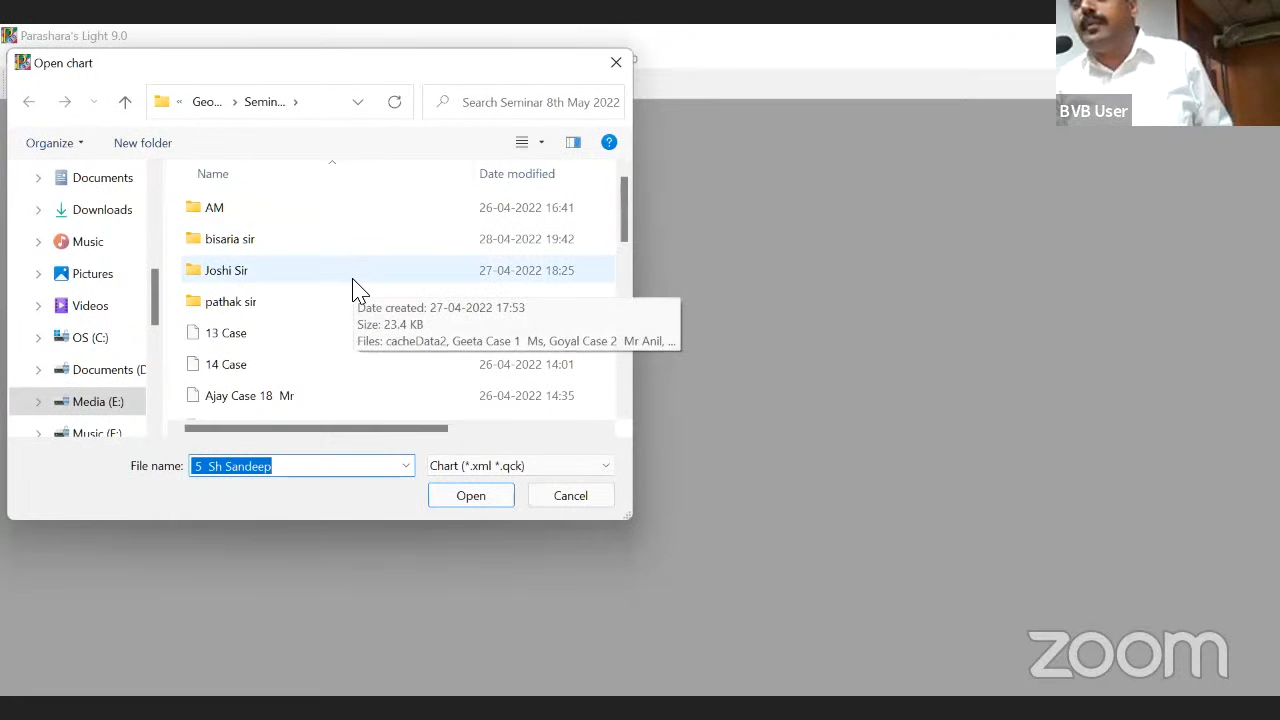 Parashara's Light 9.0
Open chart
« Geo... > Semin... >
Search Seminar 8th May 2022
Organize
New folder
Name
Date modified
Documents
Downloads
Music
Pictures
Videos
OS (C:)
Documents (D
Media (E:)
Music (F:)
AM 26-04-2022 16:41
bisaria sir 28-04-2022 19:42
Joshi Sir 27-04-2022 18:25
pathak sir
13 Case
14 Case 26-04-2022 14:01
Ajay Case 18 Mr 26-04-2022 14:35
Date created: 27-04-2022 17:53
Size: 23.4 KB
Files: cacheData2, Geeta Case 1 Ms, Goyal Case 2 Mr Anil, ...
File name: 5 Sh Sandeep
Chart (*.xml *.qck)
Open
Cancel
BVB User
zoom